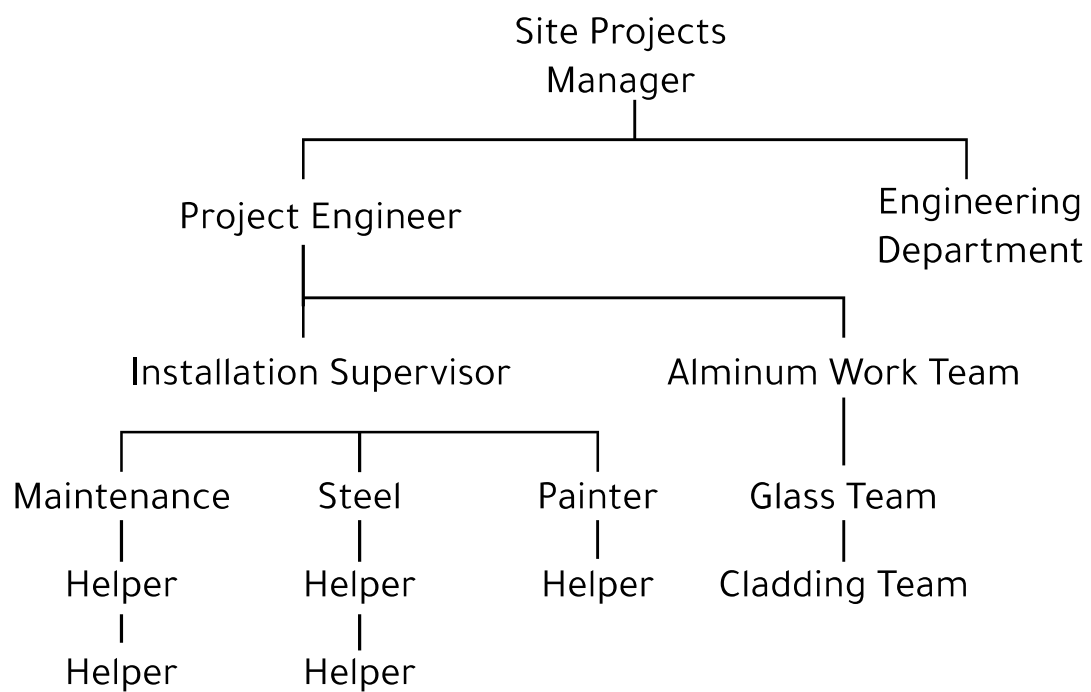 Site Projects
Manager
Project Engineer
Engineering
Department
Installation Supervisor
Alminum Work Team
Maintenance
Steel
Painter
Glass Team
Helper
Helper
Helper
Cladding Team
Helper
Helper